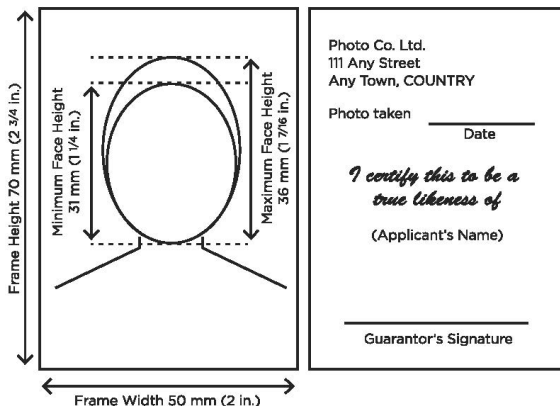 Frame Height 70 mm (2 3/4 in.)
Minimum Face Height
31 mm (1 1/4 in.)
Maximum Face Height
36 mm (1 7/16 in.)
Frame Width 50 mm (2 in.)
Photo Co. Ltd.
111 Any Street
Any Town, COUNTRY
Photo taken
Date
I certify this to be a
true likeness of
(Applicant's Name)
Guarantor's Signature